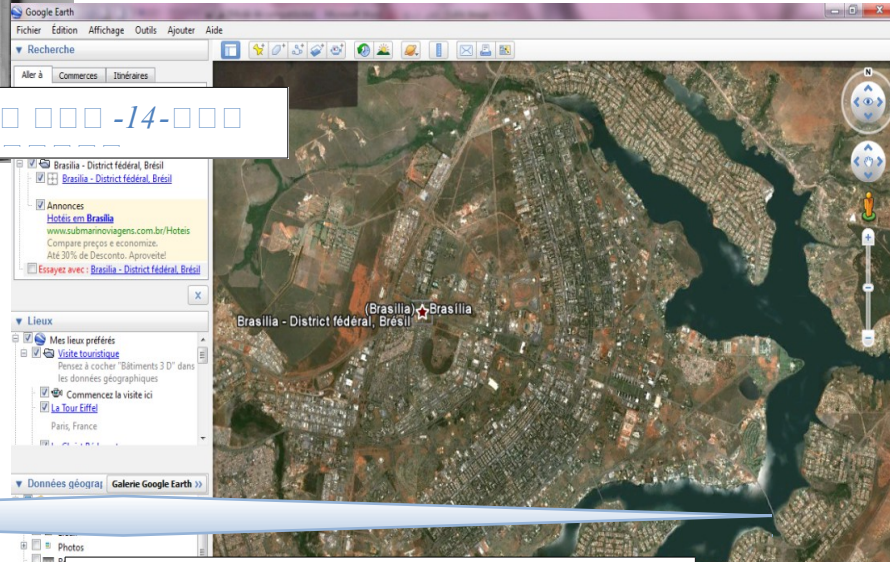 Google Earth
Fichier Édition Affichage Outils Ajouter Aide
Recherche
Aller à Commerces Itinéraires
-14-
Brasilia - District fédéral, Brésil
Brasilia - District fédéral, Brésil
Annonces
Hotéis em Brasília
www.submarinoviagens.com.br/Hoteis
Compare preços e economize.
Até 30% de Desconto. Aproveite!
Essayez avec : Brasilia - District fédéral, Brésil
X
Lieux
Mes lieux préférés
Visite touristique
Pensez à cocher "Bâtiments 3 D" dans
les données géographiques
Commencez la visite ici
La Tour Eiffel
Paris, France
Données géogra Galerie Google Earth >>
Photos
N
(Brasilia) Brasília
Brasilia - District fédéral, Brésil